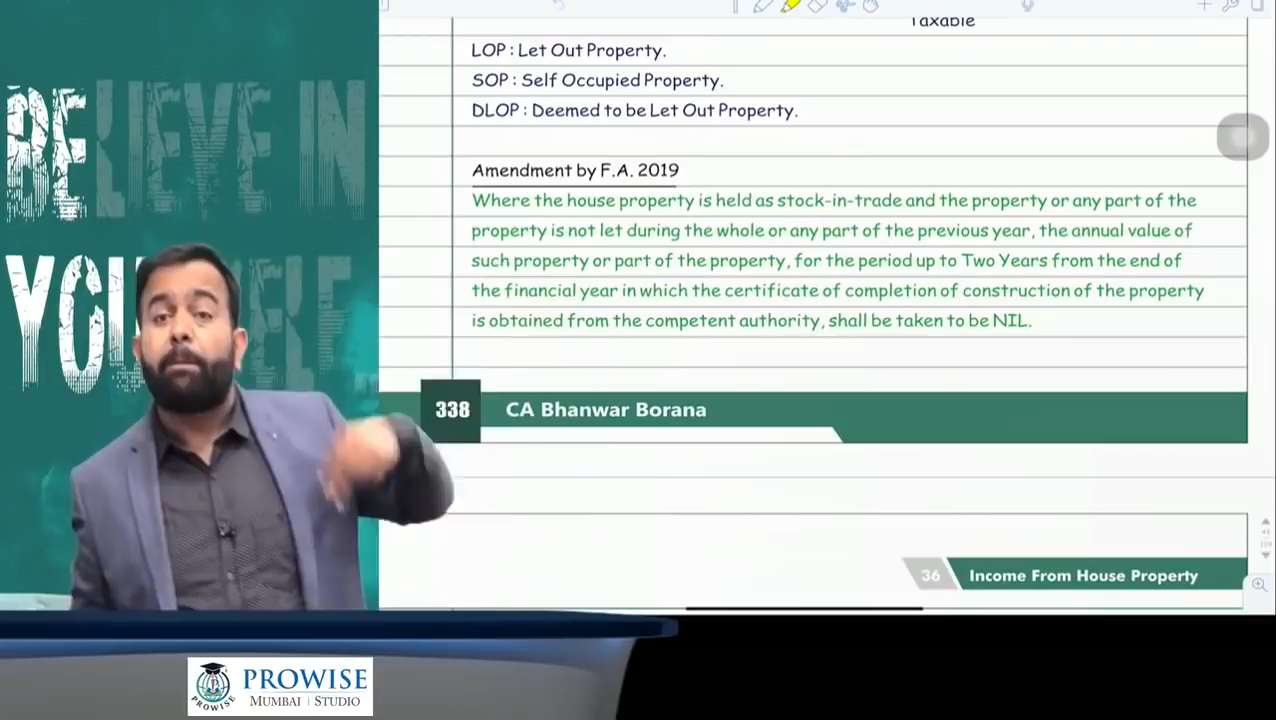 BELIEVE IN
YOURSELF
Taxable
LOP : Let Out Property.
SOP : Self Occupied Property.
DLOP : Deemed to be Let Out Property.
Amendment by F.A. 2019
Where the house property is held as stock-in-trade and the property or any part of the
property is not let during the whole or any part of the previous year, the annual value of
such property or part of the property, for the period up to Two Years from the end of
the financial year in which the certificate of completion of construction of the property
is obtained from the competent authority, shall be taken to be NIL.
338 CA Bhanwar Borana
36 Income From House Property
PROWISE
PROWISE
MUMBAI | STUDIO